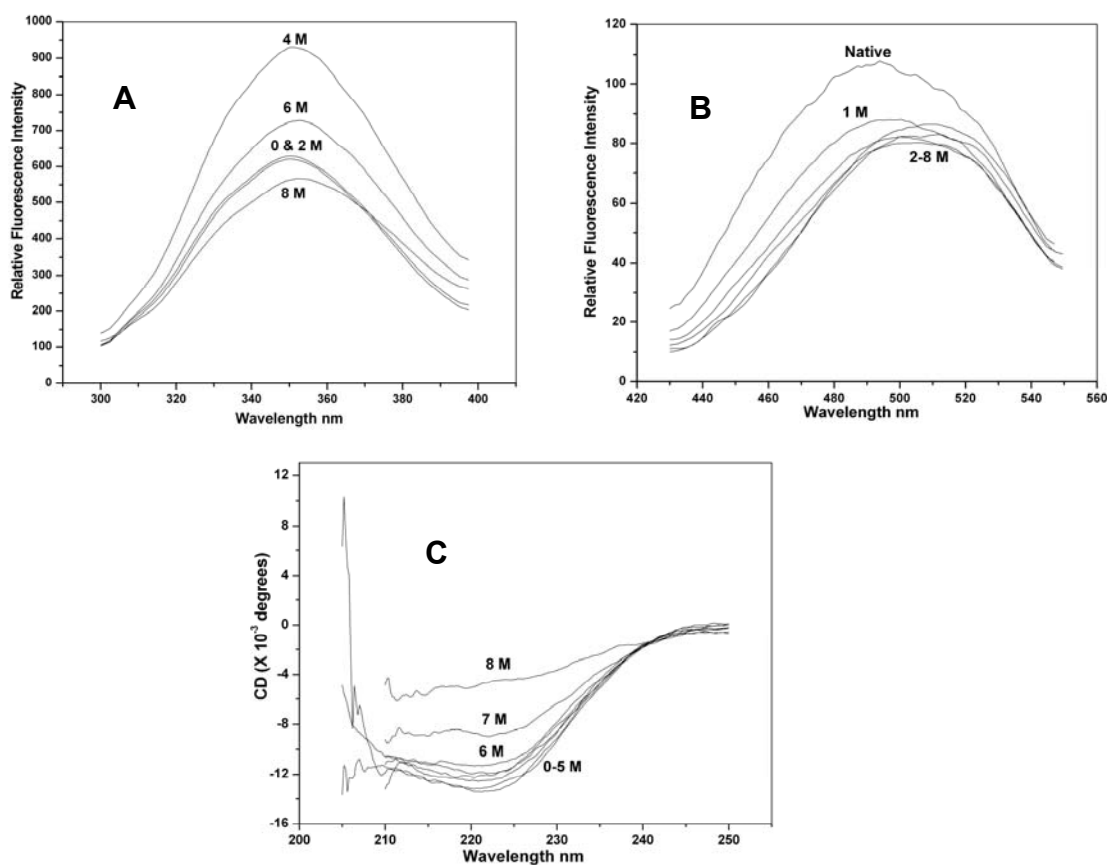 A
4 M
6 M
0 & 2 M
8 M
1000
900
800
700
600
500
400
300
200
100
0
300 320 340 360 380 400
Relative Fluorescence Intensity
Wavelength nm
B
Native
1 M
2-8 M
120
100
80
60
40
20
0
420 440 460 480 500 520 540 560
Relative Fluorescence Intensity
Wavelength nm
C
8 M
7 M
6 M
0-5 M
12
8
4
0
-4
-8
-12
-16
200 210 220 230 240 250
CD (X 10⁻³ degrees)
Wavelength nm